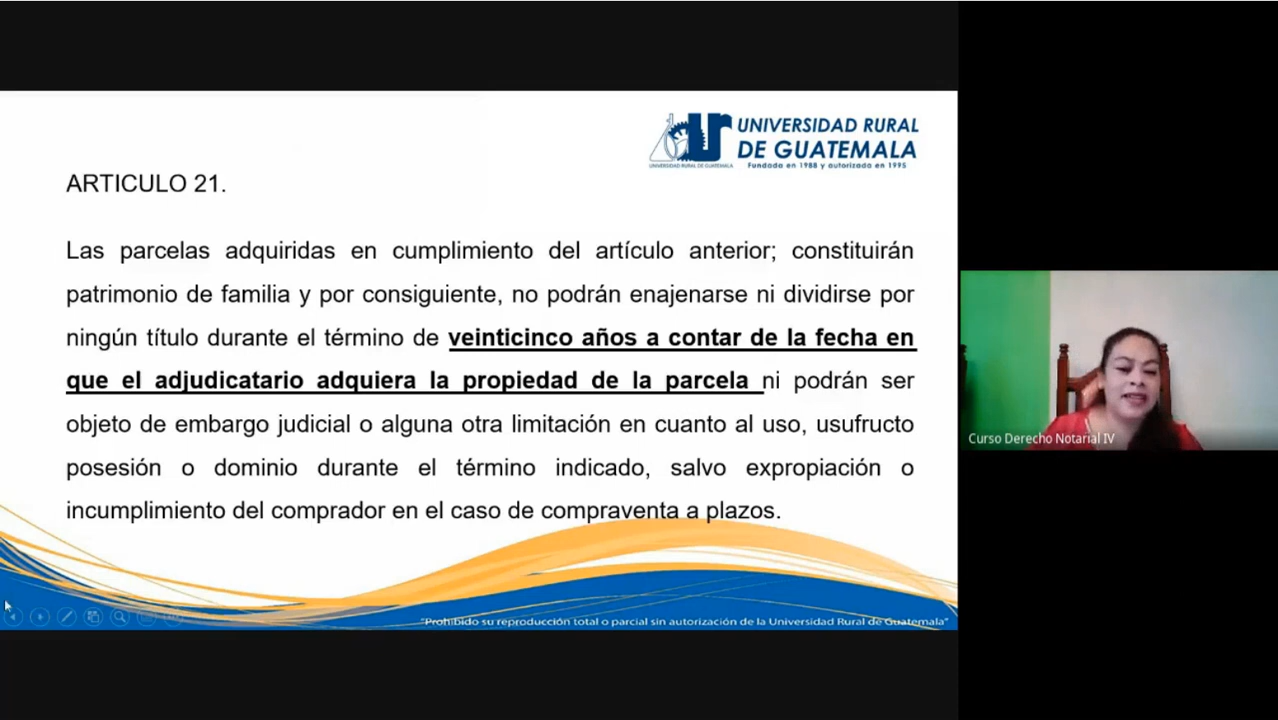 UNIVERSIDAD RURAL
DE GUATEMALA
Fundada en 1988 y autorizada en 1995
UNIVERSIDAD RURAL DE GUATEMALA
ARTICULO 21.
Las parcelas adquiridas en cumplimiento del artículo anterior; constituirán
patrimonio de familia y por consiguiente, no podrán enajenarse ni dividirse por
ningún título durante el término de veinticinco años a contar de la fecha en
que el adjudicatario adquiera la propiedad de la parcela ni podrán ser
objeto de embargo judicial o alguna otra limitación en cuanto al uso, usufructo
posesión o dominio durante el término indicado, salvo expropiación o
incumplimiento del comprador en el caso de compraventa a plazos.
"Prohibido su reproducción total o parcial sin autorización de la Universidad Rural de Guatemala"
Curso Derecho Notarial IV